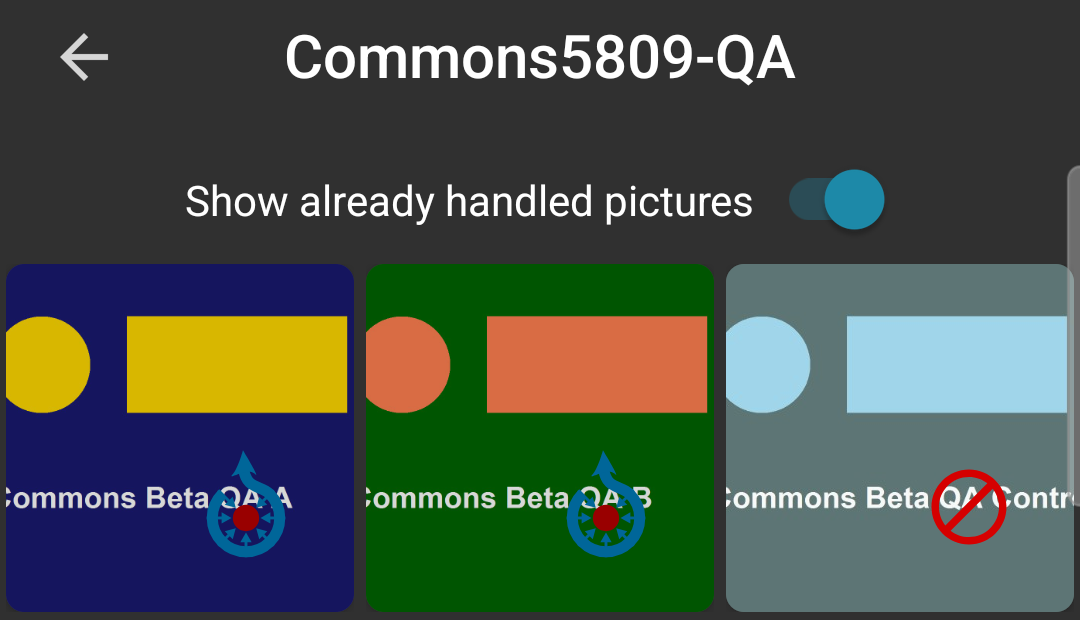 Commons5809-QA
Show already handled pictures
Commons Beta QA A
Commons Beta QA B
Commons Beta QA Contr